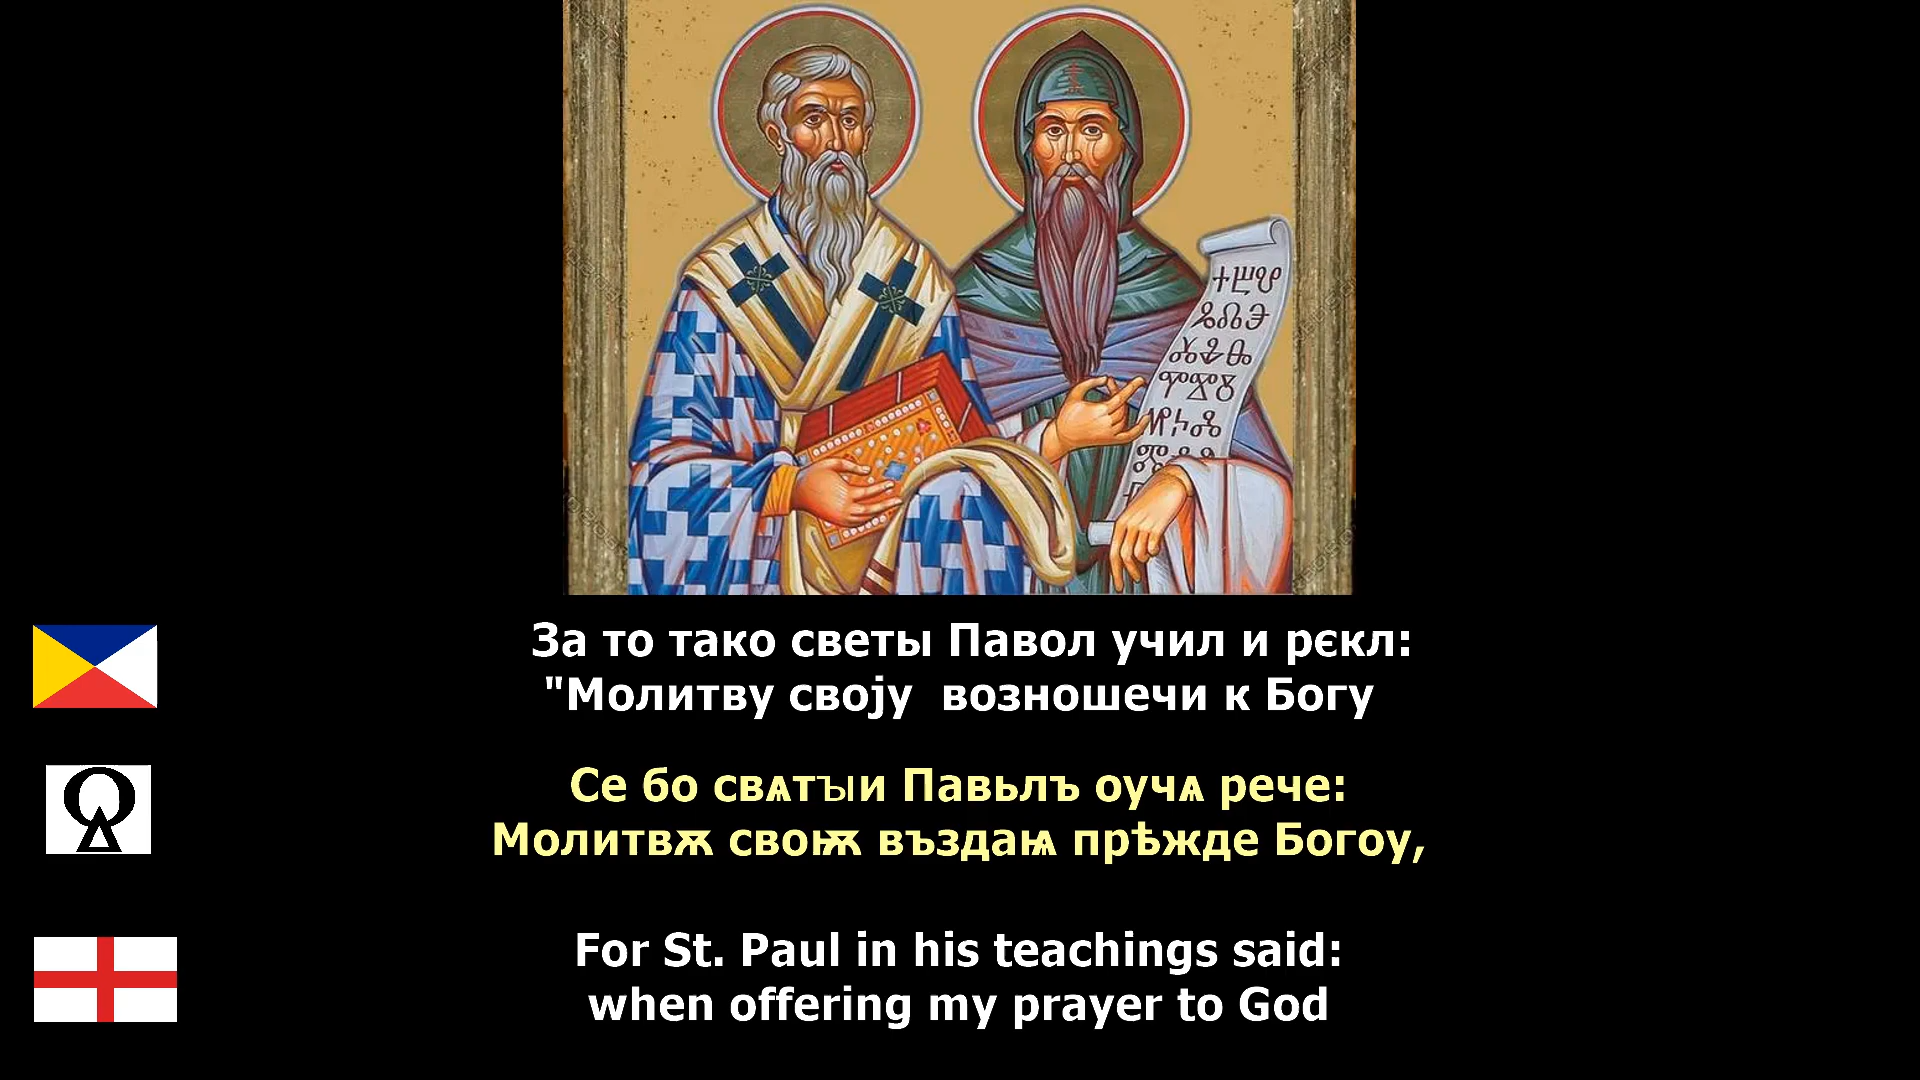 За то тако светы Павол учил и рєкл:
"Молитву своју возношечи к Богу
Се бо свѧтъıи Павьлъ оучѧ рече:
Молитвѫ своѭ въздаѩ прѣжде Богоу,
For St. Paul in his teachings said:
when offering my prayer to God